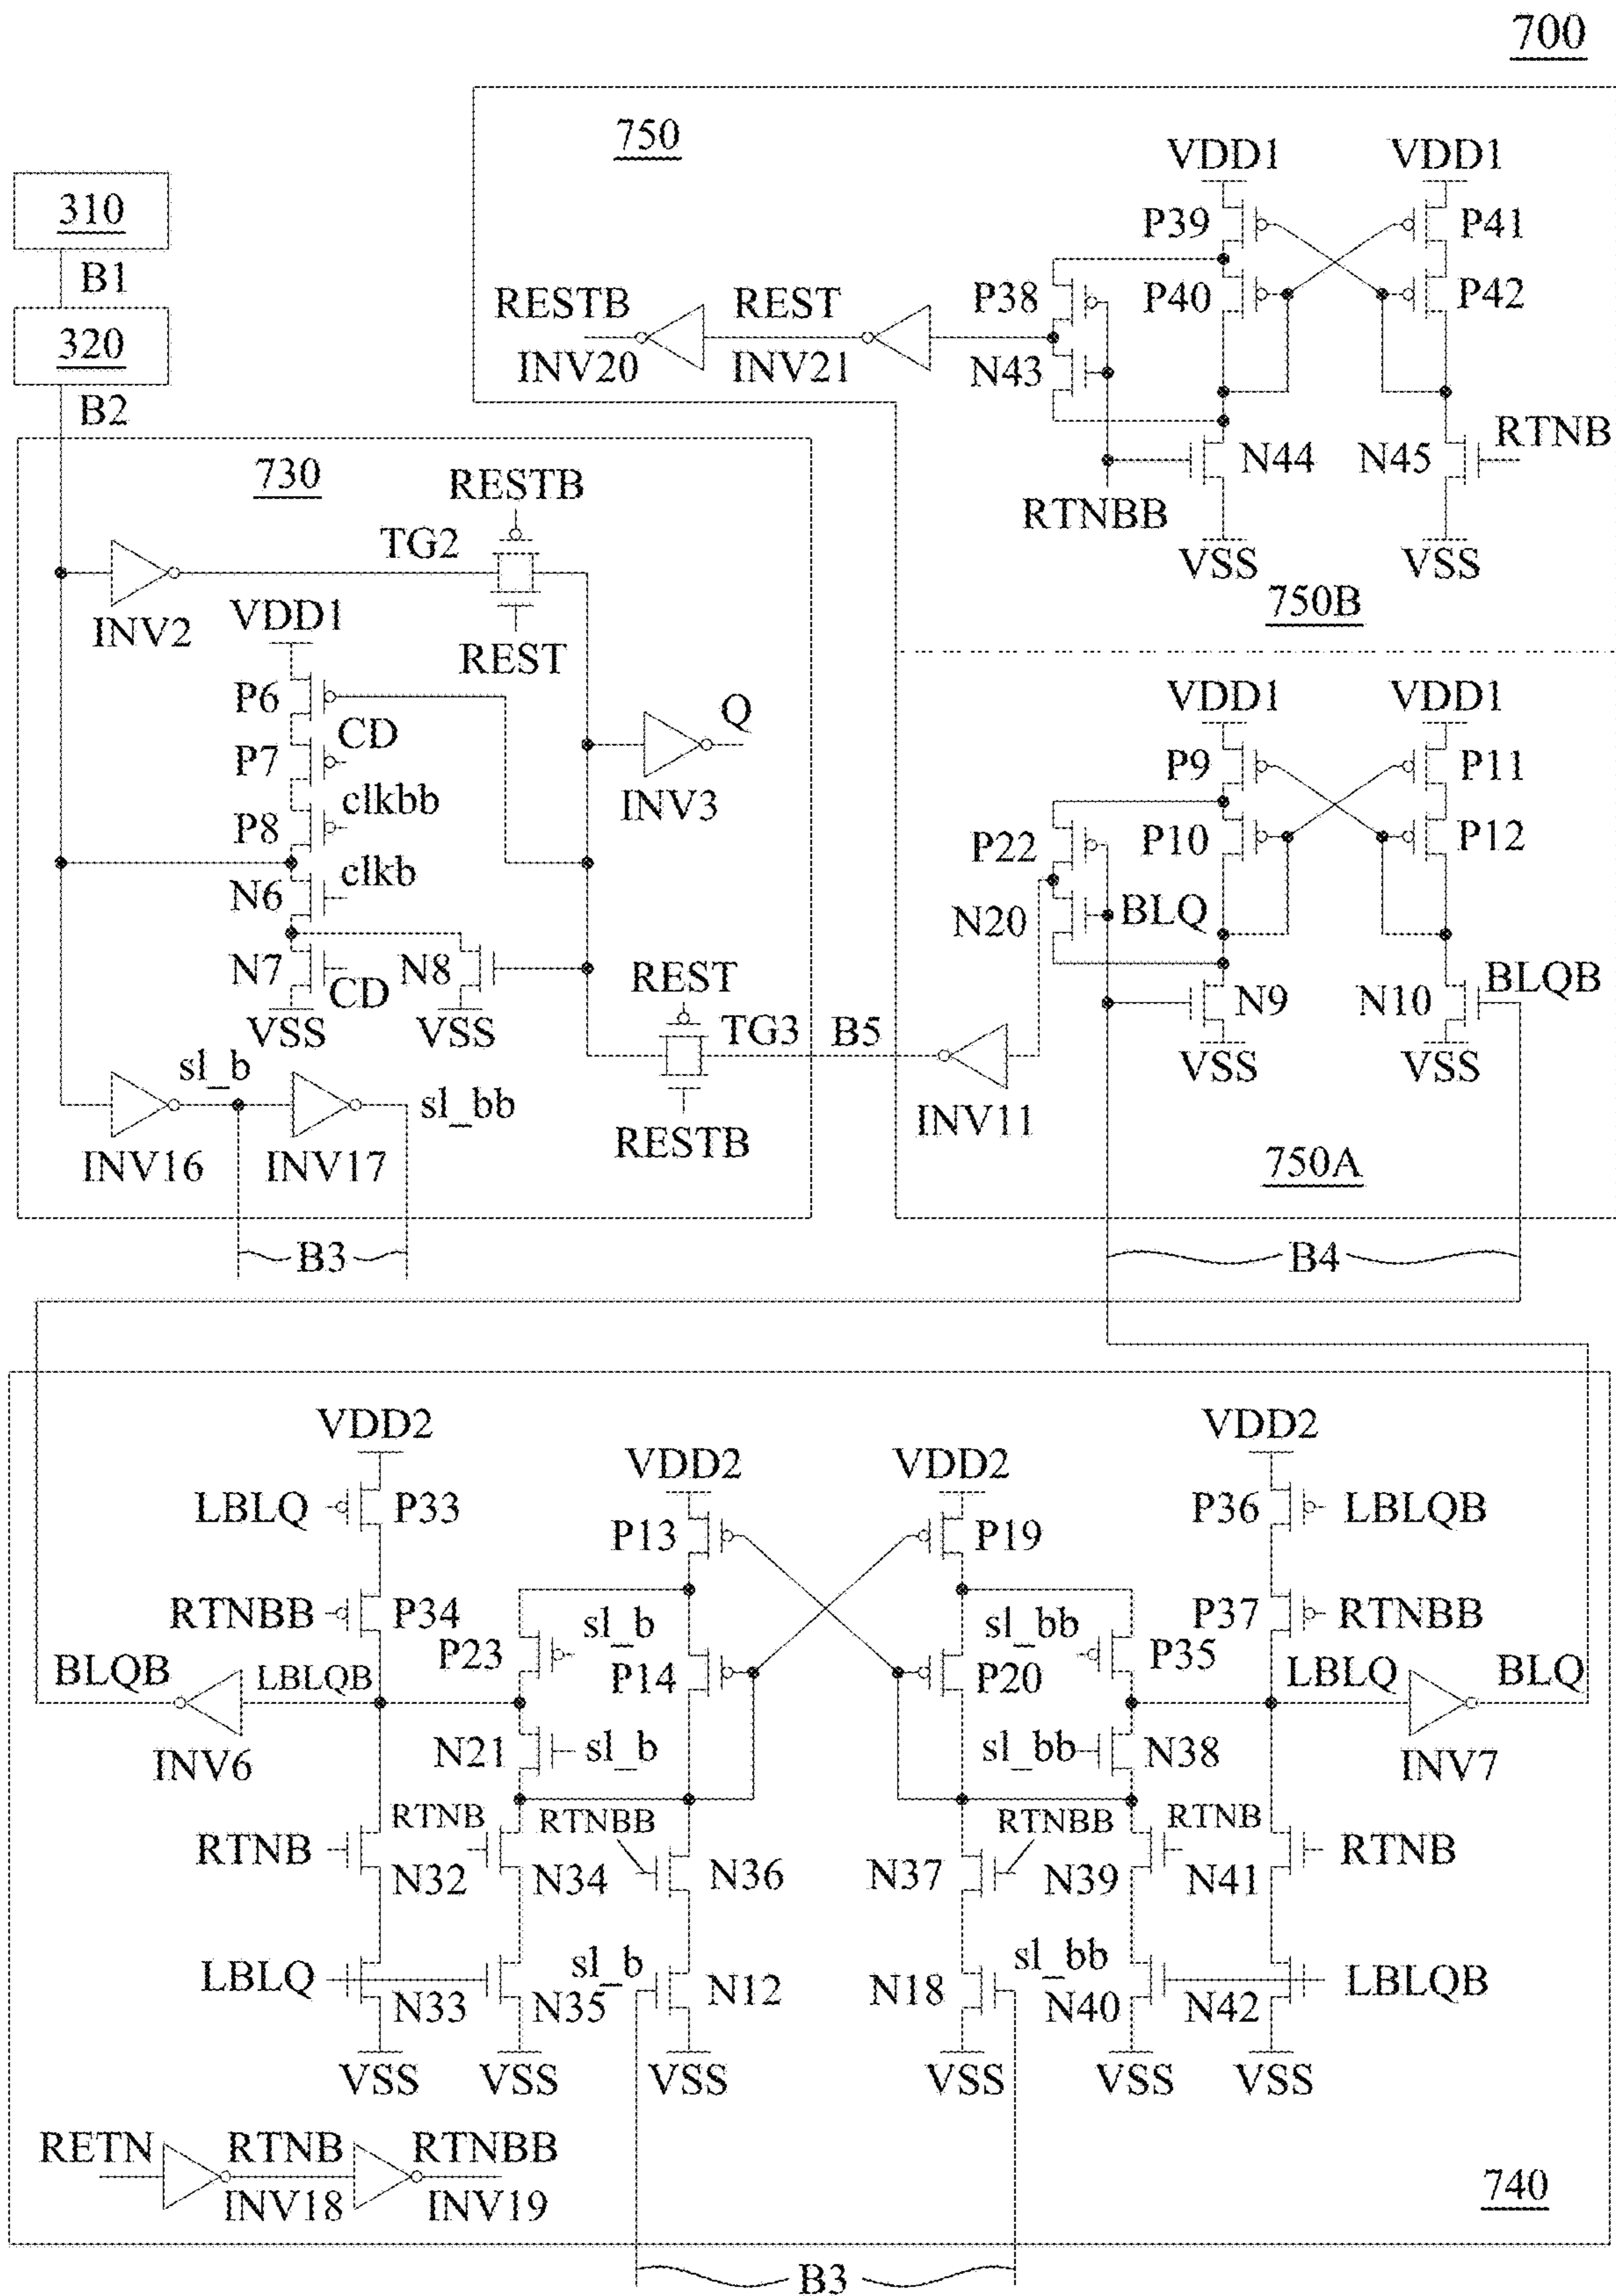 700
750
VDD1 VDD1
310
P39 P41
B1
RESTB REST P38 P40 P42
320
INV20 INV21 N43
B2
730
RESTB
N44 N45 RTNB
RTNBB
TG2
VSS VSS
INV2 VDD1
750B
REST
P6
CD
VDD1 VDD1
Q
P7
P9 P11
clkbb
INV3
P8
P22 P10 P12
clkb
N6
N20 BLQ
N7 N8
CD
REST
N9 N10 BLQB
VSS VSS
TG3 B5
VSS VSS
sl_b
sl_bb
INV11
RESTB
INV16 INV17
750A
B3
B4
VDD2 VDD2
VDD2 VDD2
LBLQ P33 P36 LBLQB
P13 P19
RTNBB P34 P37 RTNBB
sl_b sl_bb
P23 P14 P20 P35
BLQB LBLQB LBLQ BLQ
INV6 N21 sl_b sl_bb N38 INV7
RTNB RTNBB RTNBB RTNB
RTNB N32 N34 N36 N37 N39 N41 RTNB
sl_b sl_bb
LBLQ N33 N35 N12 N18 N40 N42 LBLQB
VSS VSS VSS VSS VSS VSS
RETN RTNB RTNBB
INV18 INV19
740
B3